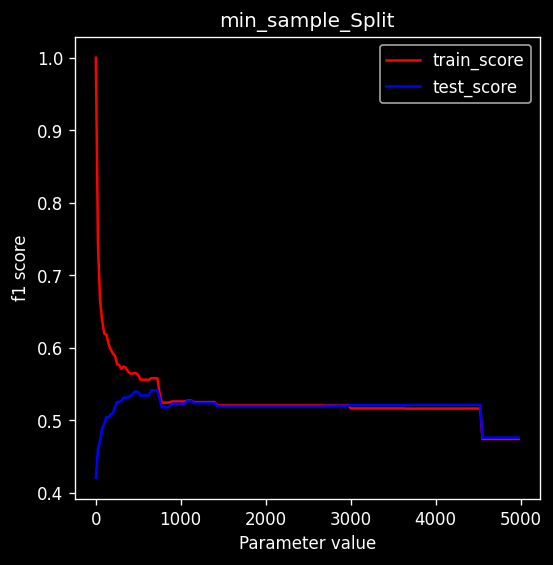 min_sample_Split
train_score
test_score
1.0
0.9
0.8
0.7
0.6
0.5
0.4
f1 score
0 1000 2000 3000 4000 5000
Parameter value